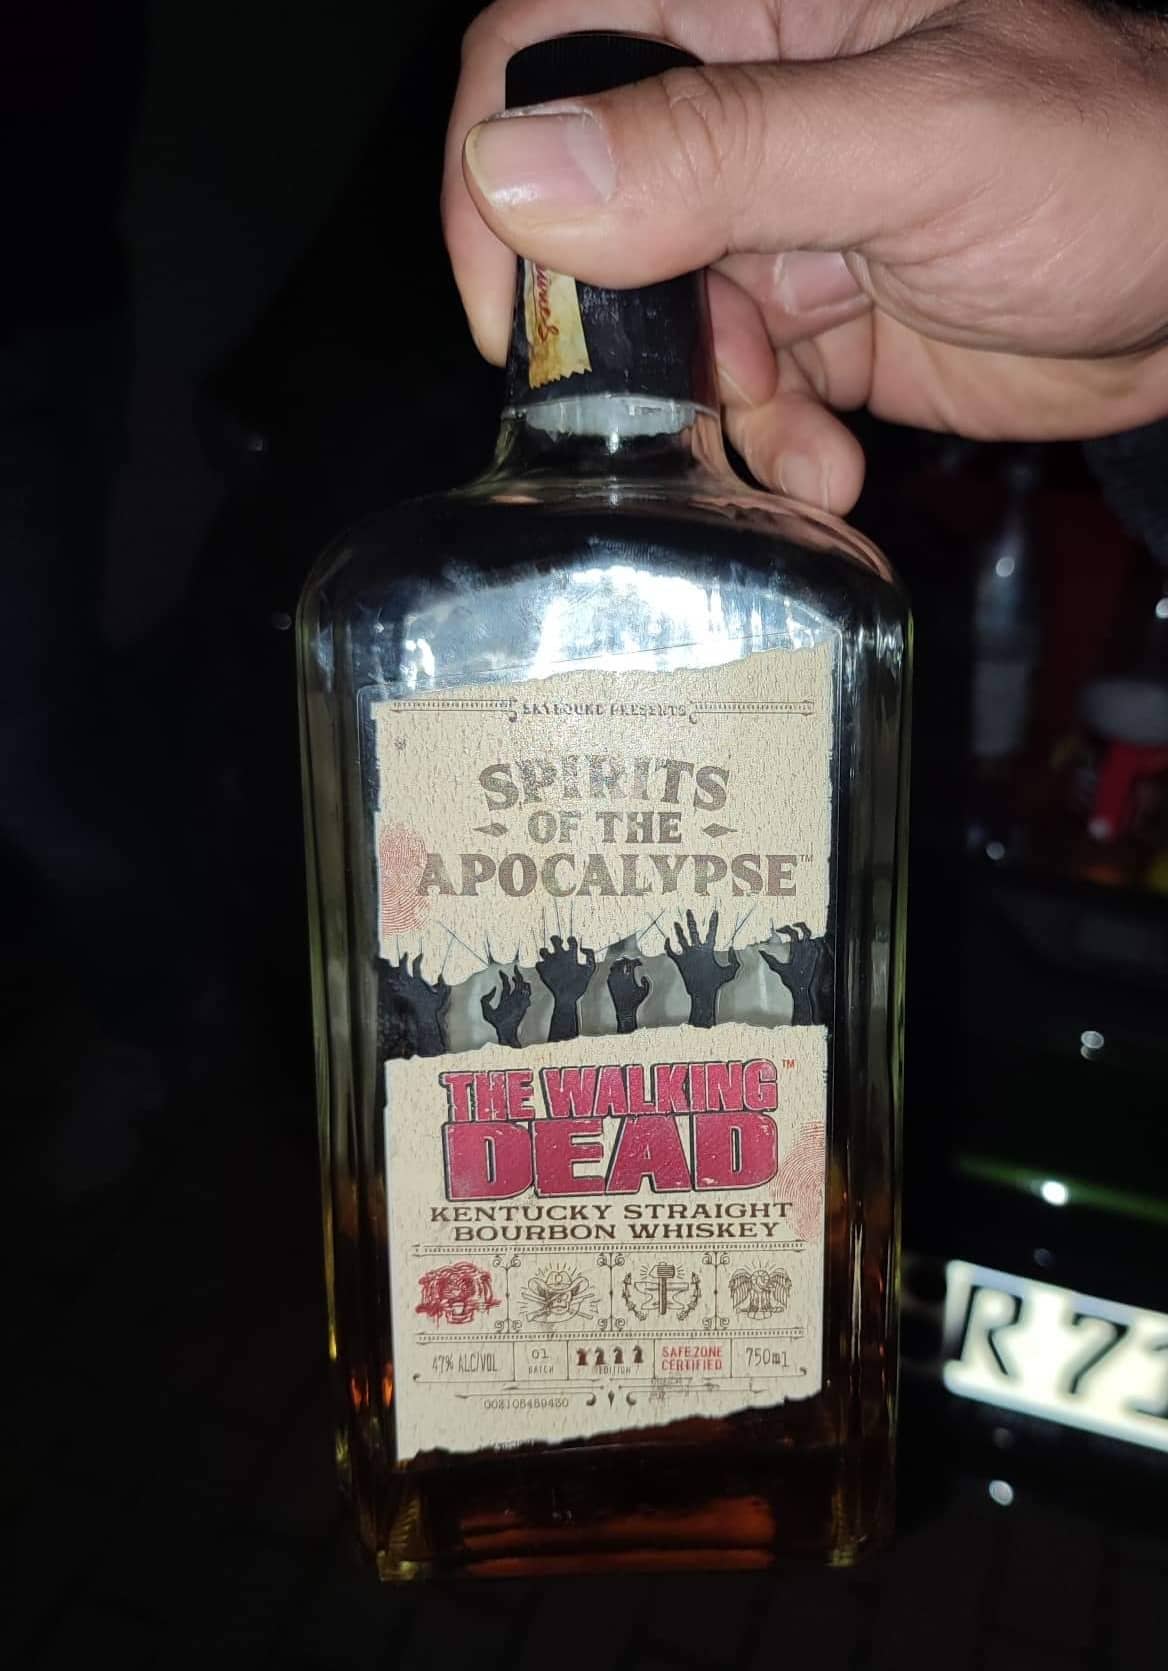 SKYBOUND PRESENTS
SPIRITS
OF THE
APOCALYPSE™
THE WALKING™
DEAD
KENTUCKY STRAIGHT
BOURBON WHISKEY
47% ALC/VOL
01
BATCH
EDITION
SAFEZONE
CERTIFIED
750ml
R 71